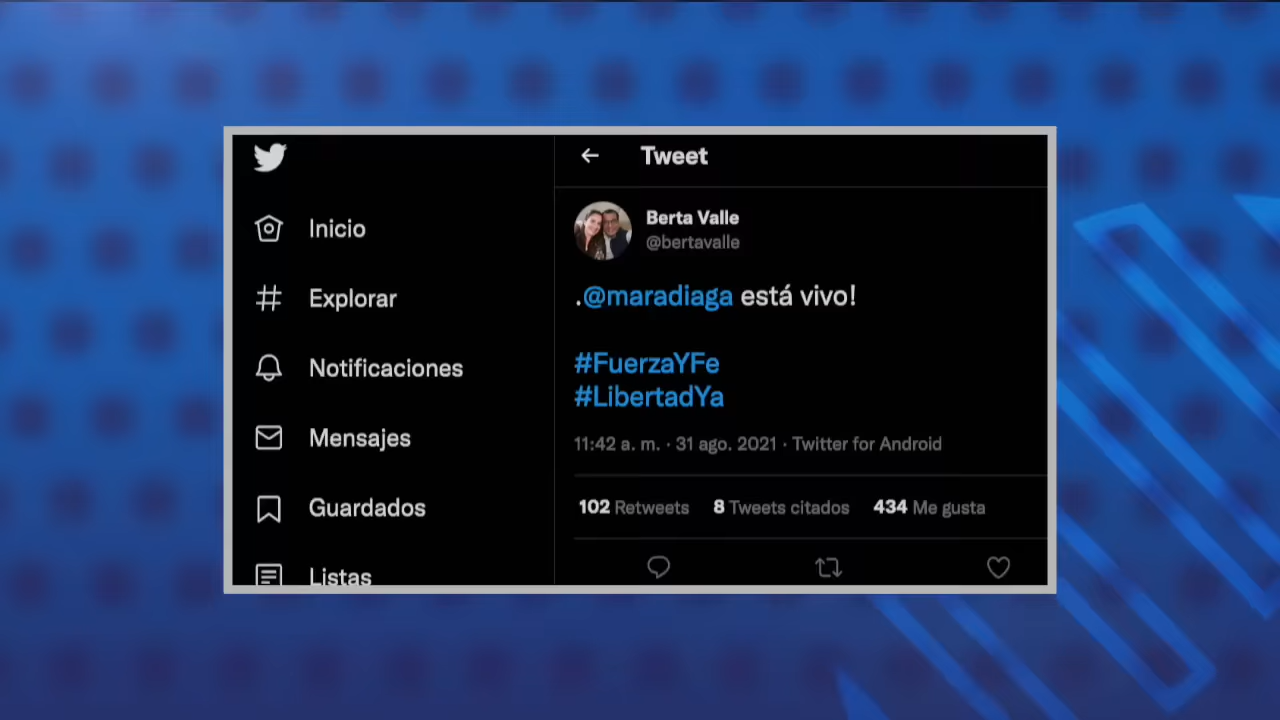 Tweet
Inicio
Explorar
Notificaciones
Mensajes
Guardados
Listas
Berta Valle
@bertavalle
.@maradiaga está vivo!
#FuerzaYFe
#LibertadYa
11:42 a. m. · 31 ago. 2021 · Twitter for Android
102 Retweets 8 Tweets citados 434 Me gusta